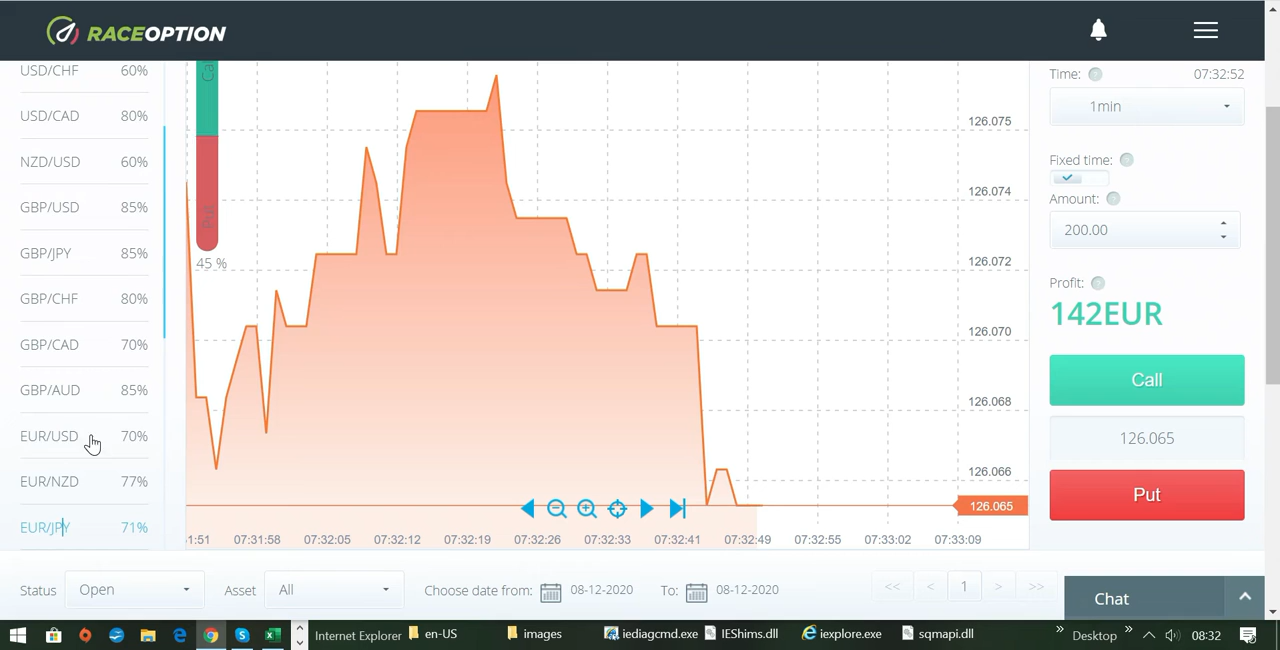 RACEOPTION
USD/CHF 60%
USD/CAD 80%
NZD/USD 60%
GBP/USD 85%
GBP/JPY 85%
GBP/CHF 80%
GBP/CAD 70%
GBP/AUD 85%
EUR/USD 70%
EUR/NZD 77%
EUR/JPY 71%
Call
Put
45 %
126.075
126.074
126.072
126.070
126.068
126.066
126.065
1:51 07:31:58 07:32:05 07:32:12 07:32:19 07:32:26 07:32:33 07:32:41 07:32:49 07:32:55 07:33:02 07:33:09
Time: 07:32:52
1min
Fixed time:
Amount:
200.00
Profit:
142EUR
Call
126.065
Put
Status Open Asset All Choose date from: 08-12-2020 To: 08-12-2020 << < 1 > >>
Chat
Internet Explorer en-US images iediagcmd.exe IEShims.dll iexplore.exe sqmapi.dll » Desktop » 08:32